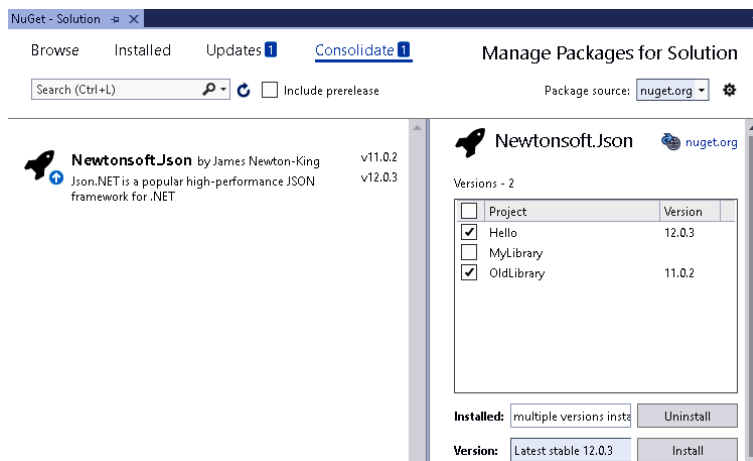 NuGet - Solution
Browse Installed Updates 1 Consolidate 1 Manage Packages for Solution
Search (Ctrl+L) Include prerelease Package source: nuget.org
Newtonsoft.Json by James Newton-King v11.0.2
Json.NET is a popular high-performance JSON v12.0.3
framework for .NET
Newtonsoft.Json nuget.org
Versions - 2
Project Version
Hello 12.0.3
MyLibrary
OldLibrary 11.0.2
Installed: multiple versions insta Uninstall
Version: Latest stable 12.0.3 Install